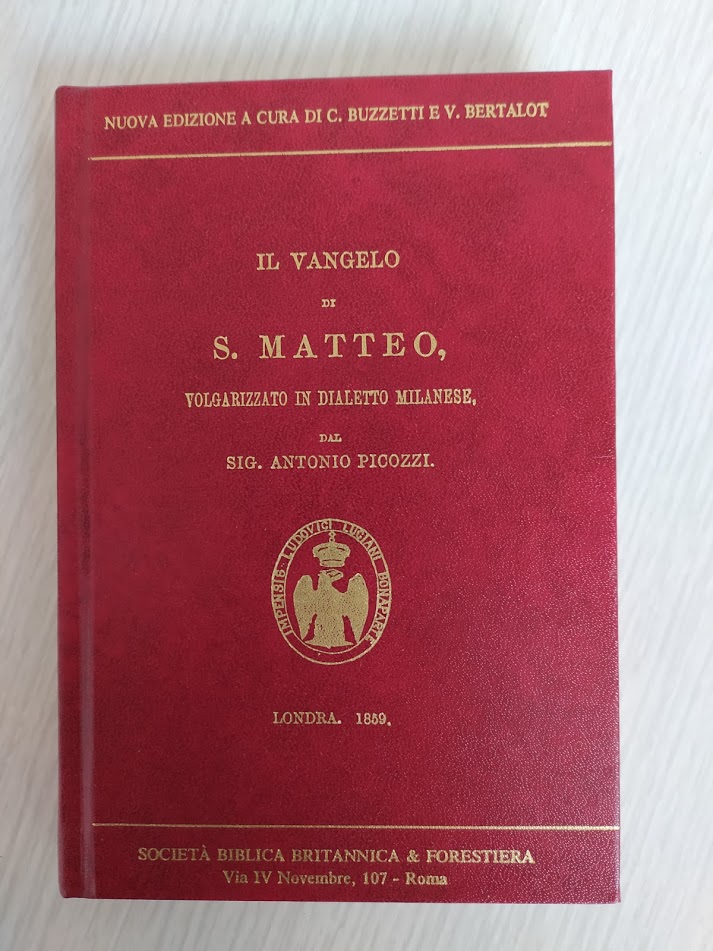 NUOVA EDIZIONE A CURA DI C. BUZZETTI E V. BERTALOT
IL VANGELO
DI
S. MATTEO,
VOLGARIZZATO IN DIALETTO MILANESE,
DAL
SIG. ANTONIO PICOZZI.
IMPENSIS LUDOVICI LUCIANI BONAPARTE
LONDRA. 1859.
SOCIETÀ BIBLICA BRITANNICA & FORESTIERA
Via IV Novembre, 107 - Roma